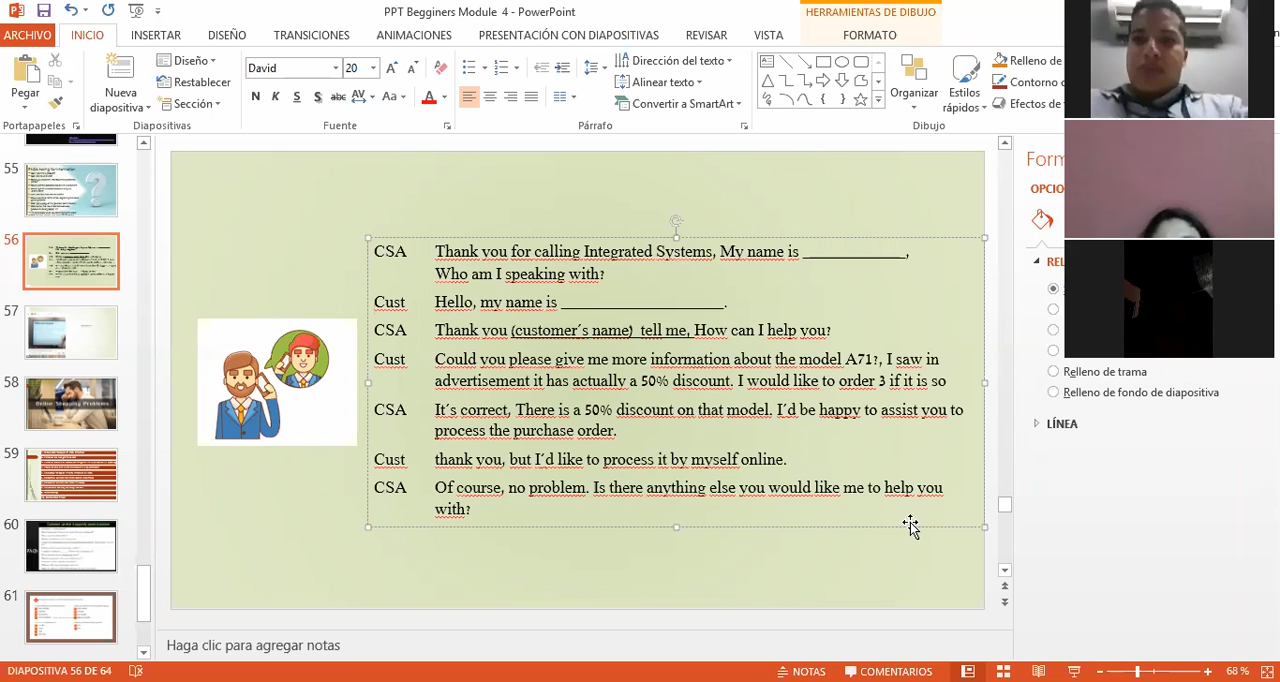 PPT Begginers Module 4 - PowerPoint
HERRAMIENTAS DE DIBUJO
ARCHIVO INICIO INSERTAR DISEÑO TRANSICIONES ANIMACIONES PRESENTACIÓN CON DIAPOSITIVAS REVISAR VISTA FORMATO
Pegar
Nueva diapositiva
Diseño
Restablecer
Sección
David 20
N K S S abc AV Aa A
Dirección del texto
Alinear texto
Convertir a SmartArt
Organizar
Estilos rápidos
Relleno de
Contorno
Efectos de
Portapapeles Diapositivas Fuente Párrafo Dibujo
55
56
57
58
59
60
61
CSA Thank you for calling Integrated Systems, My name is _____________,
Who am I speaking with?
Cust Hello, my name is ____________________.
CSA Thank you (customer´s name) tell me, How can I help you?
Cust Could you please give me more information about the model A71?, I saw in
advertisement it has actually a 50% discount. I would like to order 3 if it is so
CSA It´s correct, There is a 50% discount on that model. I´d be happy to assist you to
process the purchase order.
Cust thank you, but I´d like to process it by myself online.
CSA Of course, no problem. Is there anything else you would like me to help you
with?
Form
OPCIO
REL
Relleno de trama
Relleno de fondo de diapositiva
LÍNEA
Haga clic para agregar notas
DIAPOSITIVA 56 DE 64 NOTAS COMENTARIOS 68 %